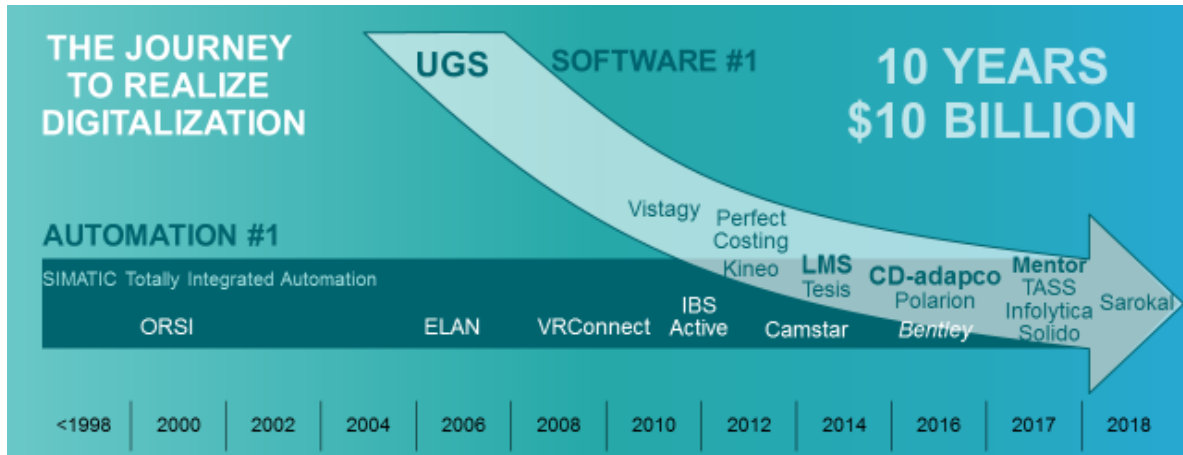 THE JOURNEY
TO REALIZE
DIGITALIZATION
UGS
SOFTWARE #1
10 YEARS
$10 BILLION
AUTOMATION #1
SIMATIC Totally Integrated Automation
Vistagy
Perfect
Costing
Kineo
LMS
Tesis
CD-adapco
Polarion
Bentley
Mentor
TASS
Infolytica
Solido
Sarokal
ORSI
ELAN
VRConnect
IBS
Active
Camstar
<1998 2000 2002 2004 2006 2008 2010 2012 2014 2016 2017 2018